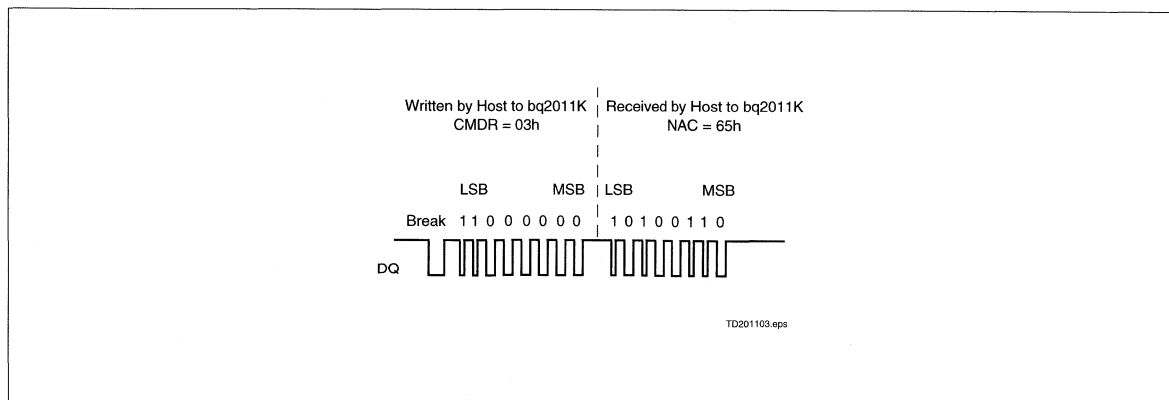 Written by Host to bq2011K
CMDR = 03h
Received by Host to bq2011K
NAC = 65h
LSB MSB LSB MSB
Break 1 1 0 0 0 0 0 0 1 0 1 0 0 1 1 0
DQ
TD201103.eps